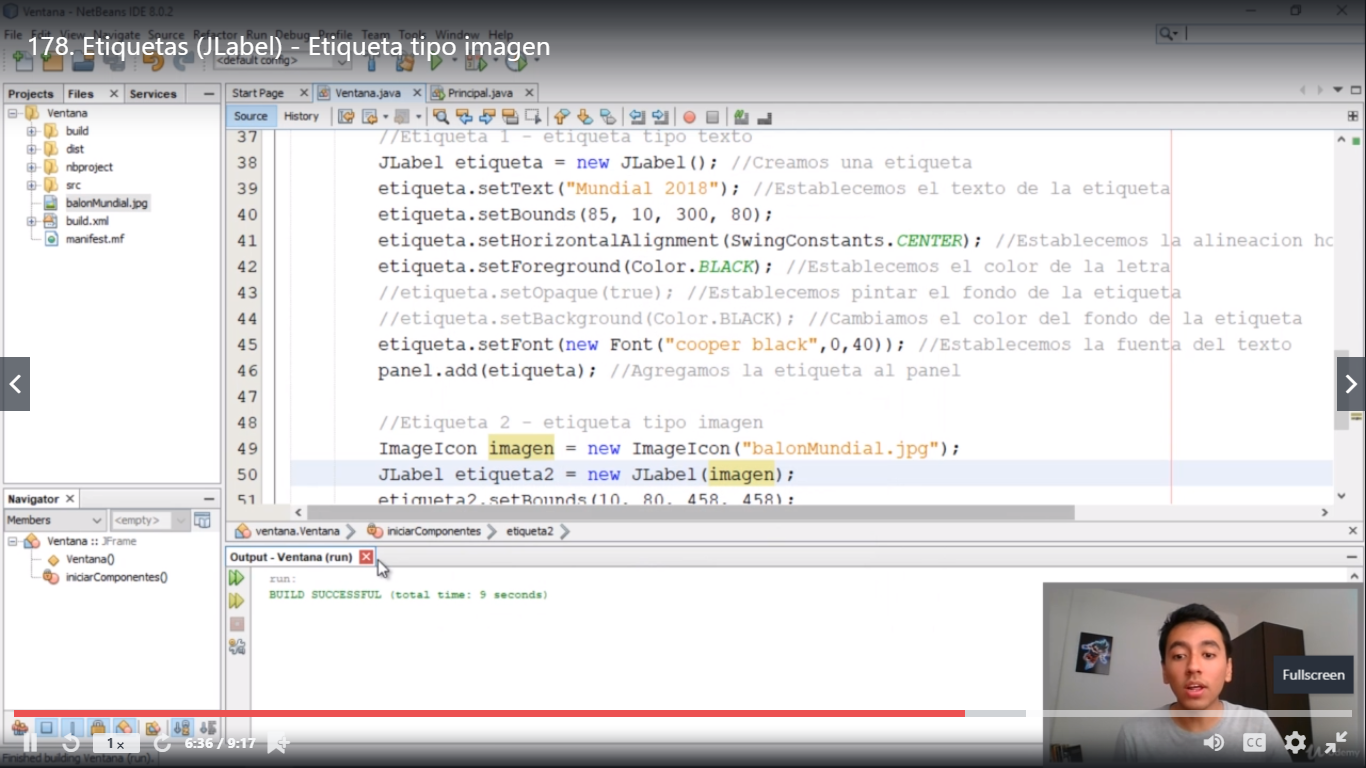 Ventana - NetBeans IDE 8.0.2
File Edit View Navigate Source Refactor Run Debug Profile Team Tools Window Help
178. Etiquetas (JLabel) - Etiqueta tipo imagen
<default config>
Projects Files Services
Start Page Ventana.java Principal.java
Source History
Ventana
build
dist
nbproject
src
balonMundial.jpg
build.xml
manifest.mf
37 //Etiqueta 1 - etiqueta tipo texto
38 JLabel etiqueta = new JLabel(); //Creamos una etiqueta
39 etiqueta.setText("Mundial 2018"); //Establecemos el texto de la etiqueta
40 etiqueta.setBounds(85, 10, 300, 80);
41 etiqueta.setHorizontalAlignment(SwingConstants.CENTER); //Establecemos la alineacion ho
42 etiqueta.setForeground(Color.BLACK); //Establecemos el color de la letra
43 //etiqueta.setOpaque(true); //Establecemos pintar el fondo de la etiqueta
44 //etiqueta.setBackground(Color.BLACK); //Cambiamos el color del fondo de la etiqueta
45 etiqueta.setFont(new Font("cooper black",0,40)); //Establecemos la fuenta del texto
46 panel.add(etiqueta); //Agregamos la etiqueta al panel
47
48 //Etiqueta 2 - etiqueta tipo imagen
49 ImageIcon imagen = new ImageIcon("balonMundial.jpg");
50 JLabel etiqueta2 = new JLabel(imagen);
51 etiqueta2.setBounds(10, 80, 458, 458);
Navigator
Members <empty>
Ventana :: JFrame
Ventana()
iniciarComponentes()
ventana.Ventana iniciarComponentes etiqueta2
Output - Ventana (run)
run:
BUILD SUCCESSFUL (total time: 9 seconds)
Fullscreen
1x 6:36 / 9:17 CC
Finished building Ventana (run).